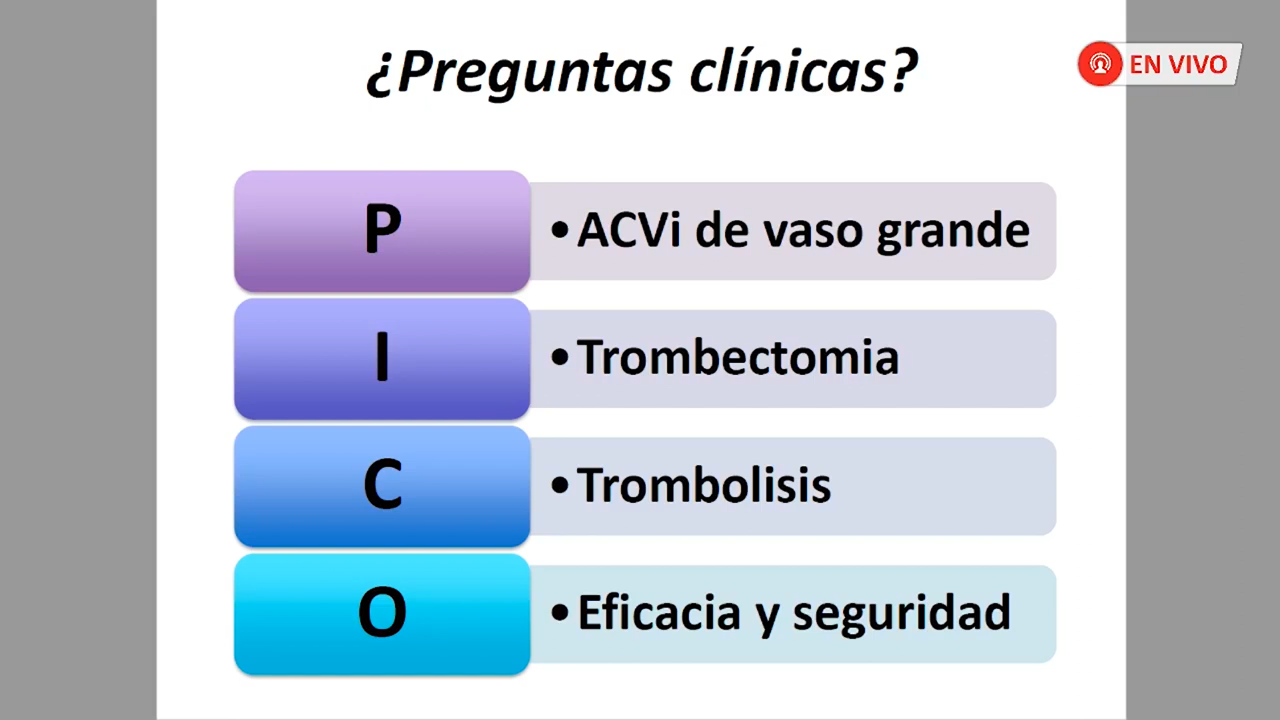 ¿Preguntas clínicas?
EN VIVO
P
• ACVi de vaso grande
I
• Trombectomia
C
• Trombolisis
O
• Eficacia y seguridad